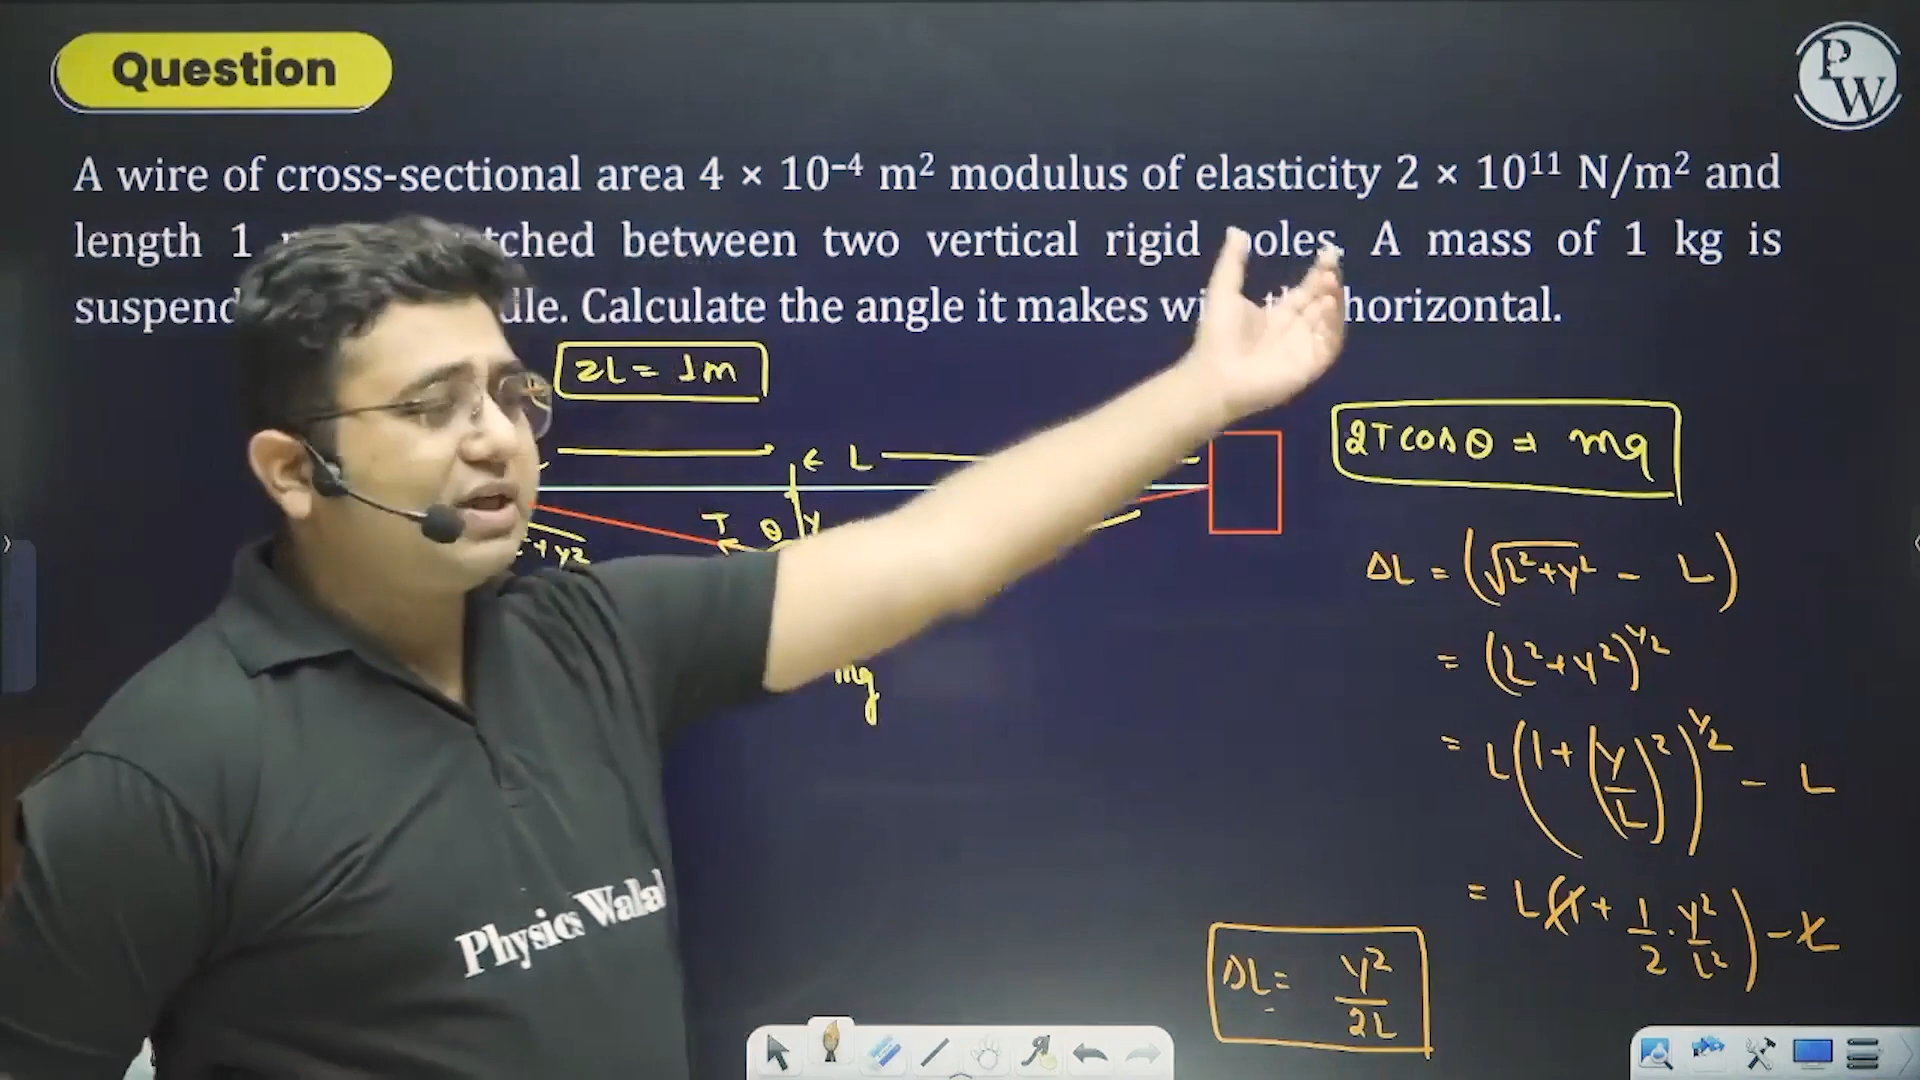 Question
PW
A wire of cross-sectional area 4 × 10⁻⁴ m² modulus of elasticity 2 × 10¹¹ N/m² and
length 1 tched between two vertical rigid poles. A mass of 1 kg is
suspend dle. Calculate the angle it makes wi horizontal.
2L = 1m
← L
2T cos θ = mg
T θ y
+ y2
ΔL = (√L²+y² - L)
mg
= (L²+y²)^1/2
= L(1+(y/L)²)^1/2 - L
= L(1 + 1/2 · y²/L²) - L
ΔL = y²/2L
Physics Walla